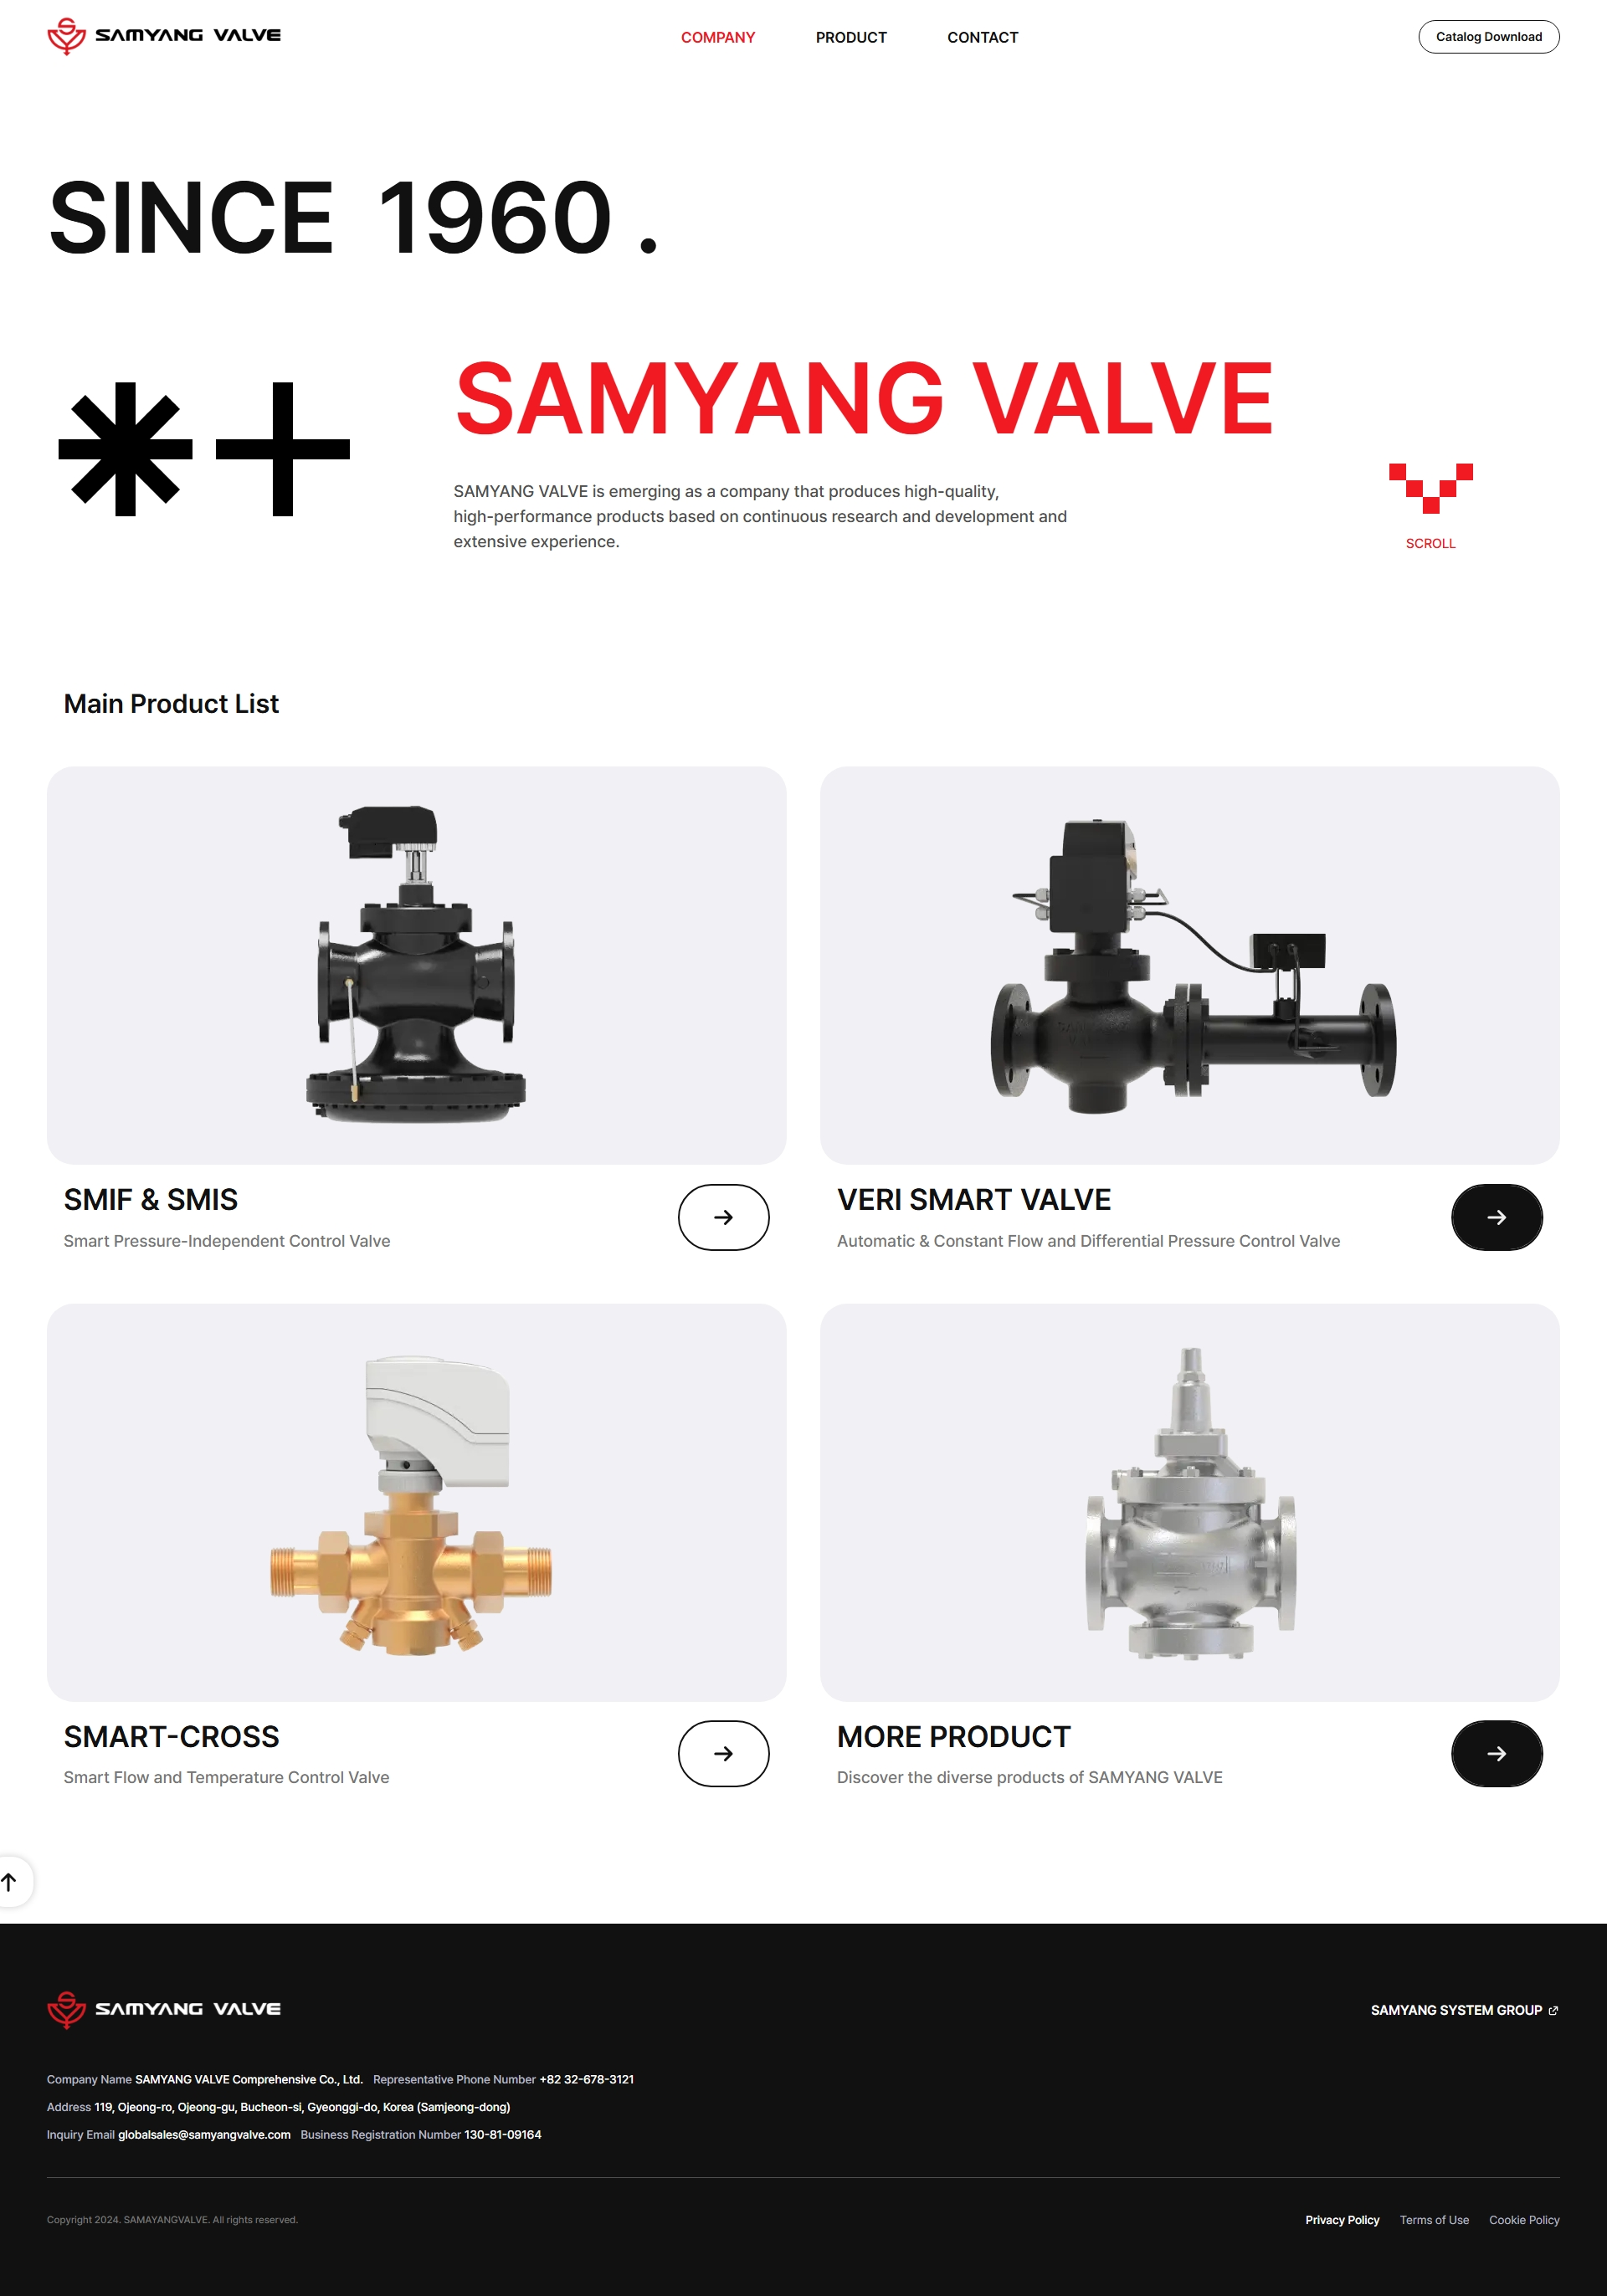 SAMYANG VALVE
COMPANY
PRODUCT
CONTACT
Catalog Download
SINCE 1960 .
SAMYANG VALVE
SAMYANG VALVE is emerging as a company that produces high-quality,
high-performance products based on continuous research and development and
extensive experience.
SCROLL
Main Product List
SMIF & SMIS
Smart Pressure-Independent Control Valve
VERI SMART VALVE
Automatic & Constant Flow and Differential Pressure Control Valve
SMART-CROSS
Smart Flow and Temperature Control Valve
MORE PRODUCT
Discover the diverse products of SAMYANG VALVE
SAMYANG VALVE
SAMYANG SYSTEM GROUP
Company Name SAMYANG VALVE Comprehensive Co., Ltd. Representative Phone Number +82 32-678-3121
Address 119, Ojeong-ro, Ojeong-gu, Bucheon-si, Gyeonggi-do, Korea (Samjeong-dong)
Inquiry Email globalsales@samyangvalve.com Business Registration Number 130-81-09164
Copyright 2024. SAMAYANGVALVE. All rights reserved.
Privacy Policy
Terms of Use
Cookie Policy